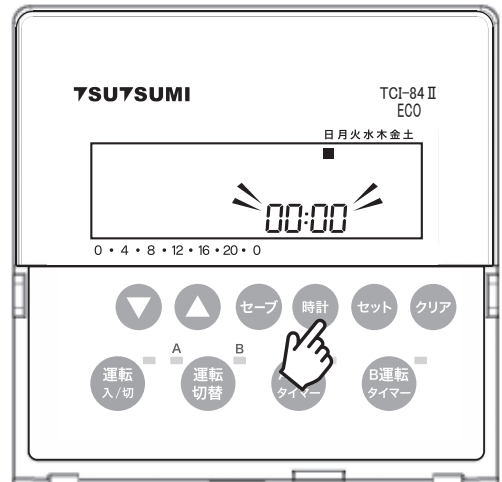 TSUTSUMI
TCI-84Ⅱ
ECO
日月火水木金土
00:00
0・4・8・12・16・20・0
セーブ 時計 セット クリア
A B
運転 入/切
運転 切替
タイマー
B運転 タイマー